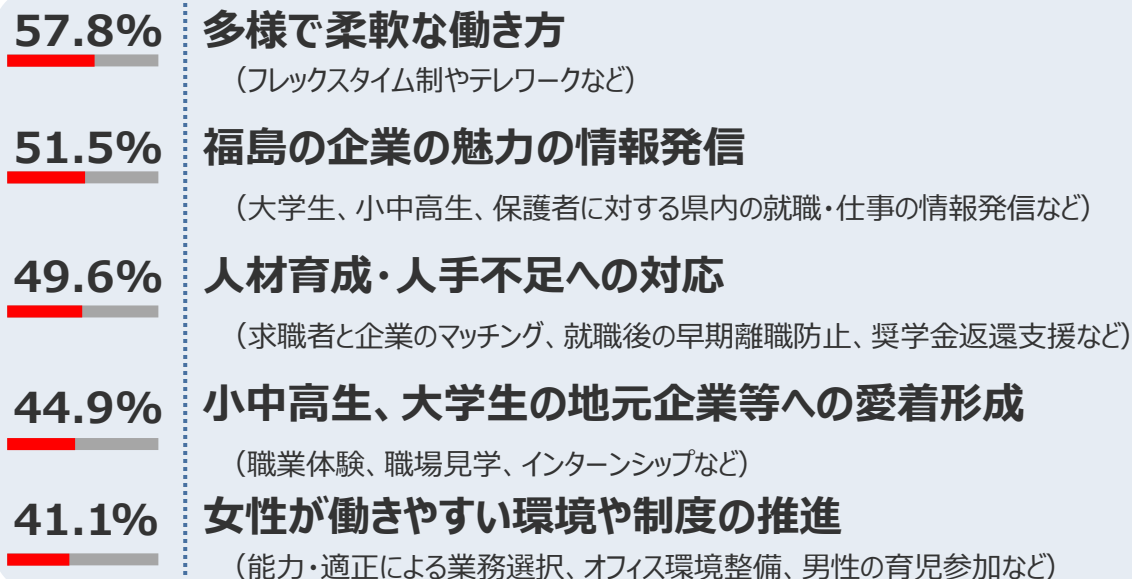 57.8% 多様で柔軟な働き方
（フレックスタイム制やテレワークなど）
51.5% 福島の企業の魅力の情報発信
（大学生、小中高生、保護者に対する県内の就職・仕事の情報発信など）
49.6% 人材育成・人手不足への対応
（求職者と企業のマッチング、就職後の早期離職防止、奨学金返還支援など）
44.9% 小中高生、大学生の地元企業等への愛着形成
（職業体験、職場見学、インターンシップなど）
41.1% 女性が働きやすい環境や制度の推進
（能力・適正による業務選択、オフィス環境整備、男性の育児参加など）